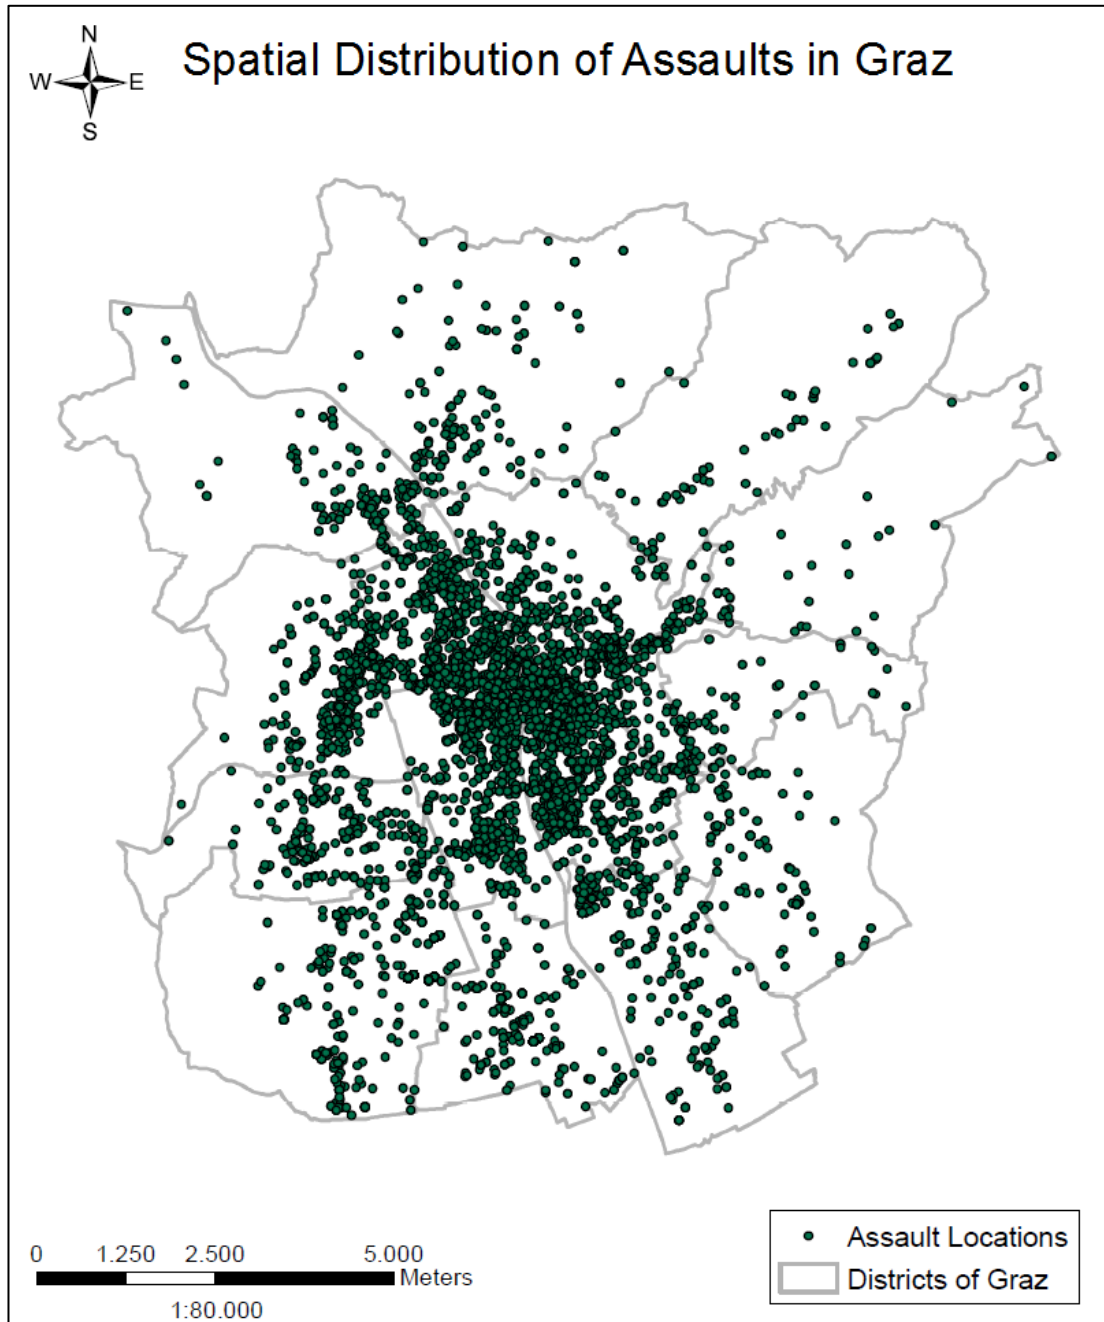 N
W E
S
Spatial Distribution of Assaults in Graz
0 1.250 2.500 5.000
Meters
1:80.000
Assault Locations
Districts of Graz